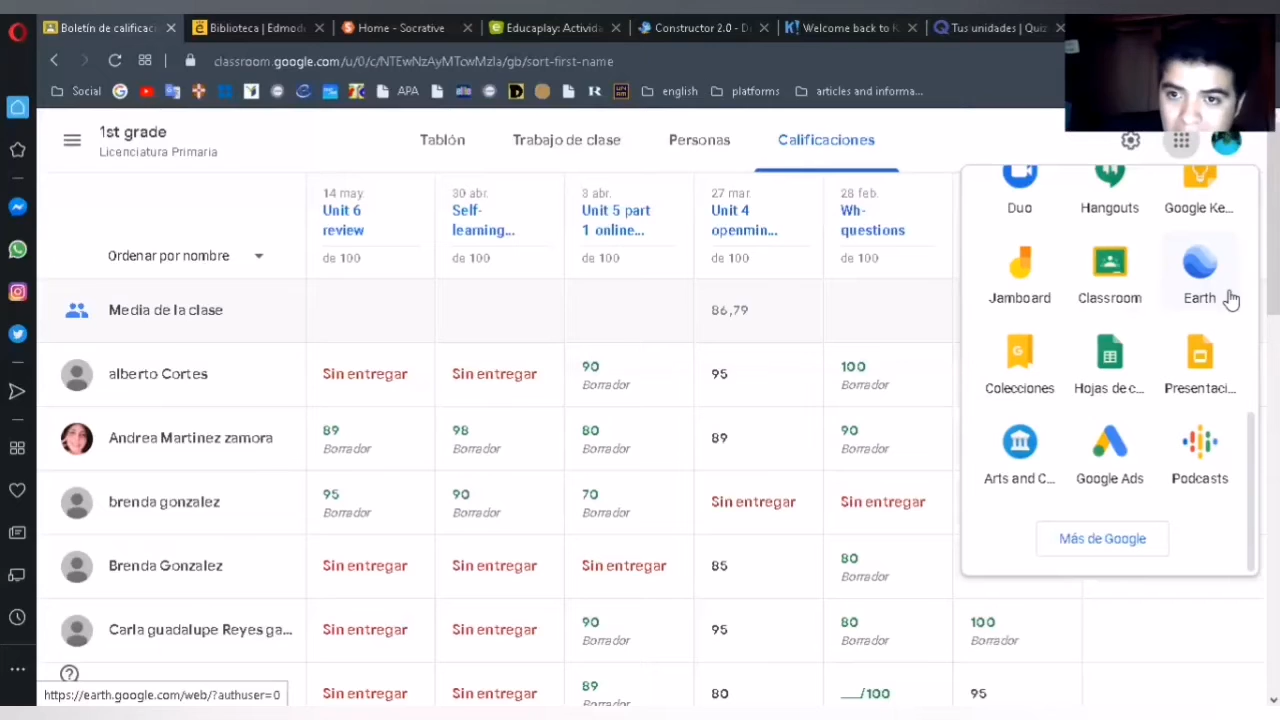 Boletín de calificac
Biblioteca | Edmod
Home - Socrative
Educaplay: Activid
Constructor 2.0 - D
Welcome back to K
Tus unidades | Quiz
classroom.google.com/u/0/c/NTEwNzAyMTcwMzIa/gb/sort-first-name
Social
APA
english
platforms
articles and informa...
1st grade
Licenciatura Primaria
Tablón
Trabajo de clase
Personas
Calificaciones
14 may.
Unit 6
review
de 100
30 abr.
Self-
learning...
de 100
3 abr.
Unit 5 part
1 online...
de 100
27 mar.
Unit 4
openmin...
de 100
28 feb.
Wh-
questions
de 100
Ordenar por nombre
Media de la clase
86,79
alberto Cortes
Sin entregar
Sin entregar
90
Borrador
95
100
Borrador
Andrea Martinez zamora
89
Borrador
98
Borrador
80
Borrador
89
90
Borrador
brenda gonzalez
95
Borrador
90
Borrador
70
Borrador
Sin entregar
Sin entregar
Brenda Gonzalez
Sin entregar
Sin entregar
Sin entregar
85
80
Borrador
Carla guadalupe Reyes ga...
Sin entregar
Sin entregar
90
Borrador
95
80
Borrador
100
Borrador
Sin entregar
Sin entregar
89
Borrador
80
__/100
95
Duo
Hangouts
Google Ke...
Jamboard
Classroom
Earth
Colecciones
Hojas de c...
Presentaci...
Arts and C...
Google Ads
Podcasts
Más de Google
https://earth.google.com/web/?authuser=0